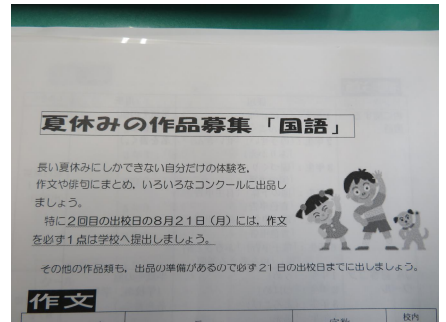 夏休みの作品募集「国語」
長い夏休みにしかできない自分だけの体験を、
作文や俳句にまとめ、いろいろなコンクールに出品し
ましょう。
特に２回目の出校日の８月２１日（月）には、作文
を必ず１点は学校へ提出しましょう。
その他の作品類も、出品の準備があるので必ず 21 日の出校日までに出しましょう。
作文
校内